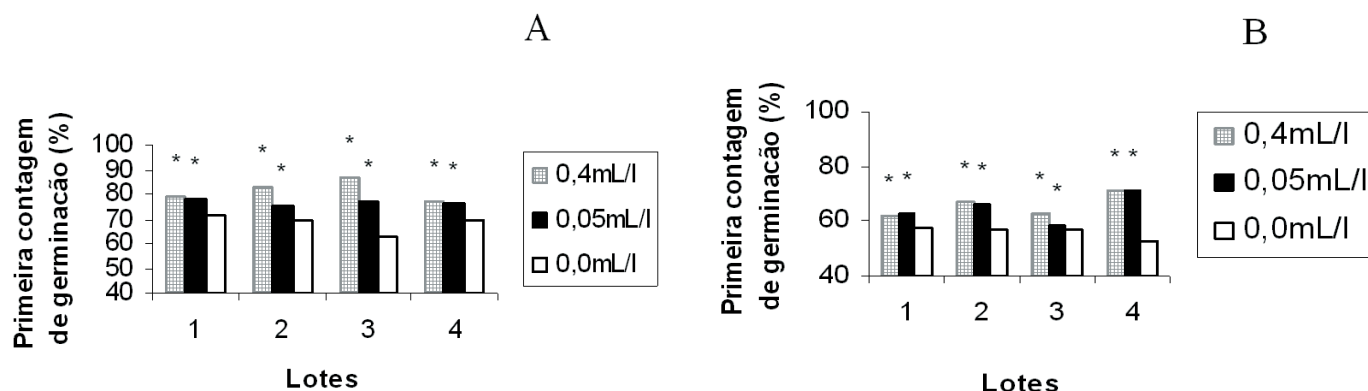 A
Primeira contagem
de germinacão (%)
100
90
80
70
60
50
40
* *
* *
* *
* *
1 2 3 4
Lotes
0,4mL/l
0,05mL/l
0,0mL/l
B
Primeira contagem
de germinacão (%)
100
80
60
40
* *
* *
* *
* *
1 2 3 4
Lotes
0,4mL/l
0,05mL/l
0,0mL/l